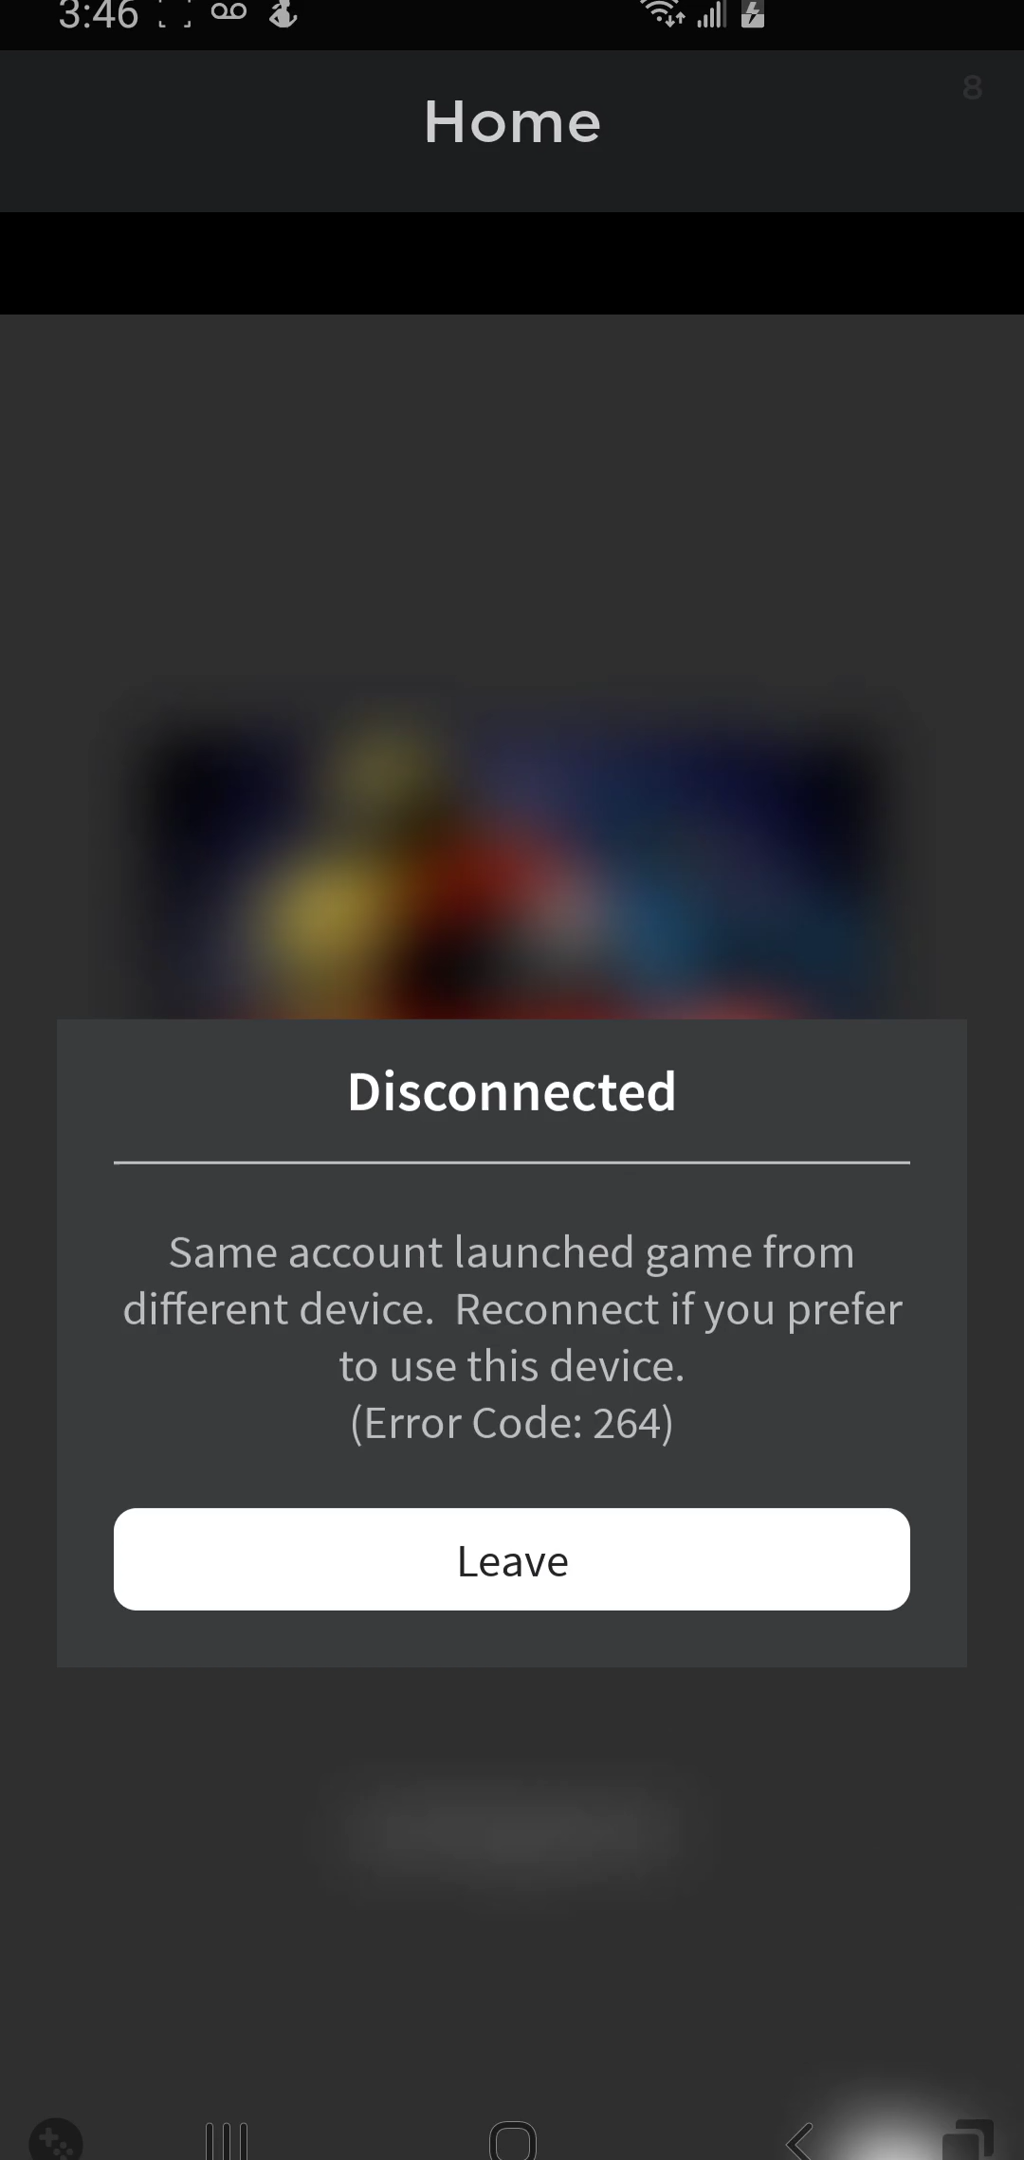 3:46
8
Home
Disconnected
Same account launched game from
different device.  Reconnect if you prefer
to use this device.
(Error Code: 264)
Leave